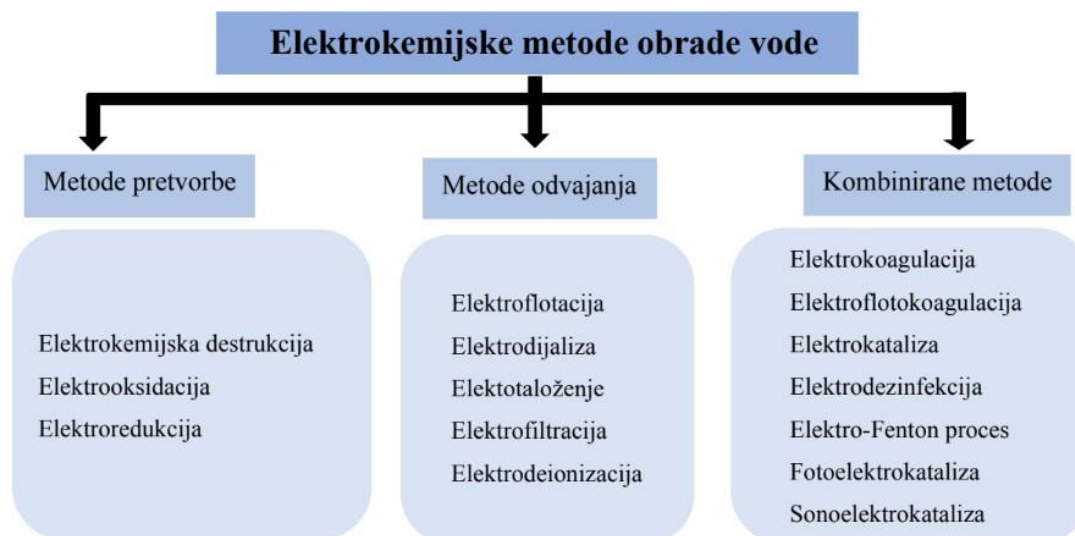 Elektrokemijske metode obrade vode
Metode pretvorbe
Elektrokemijska destrukcija
Elektrooksidacija
Elektroredukcija
Metode odvajanja
Elektroflotacija
Elektrodijaliza
Elektotaloženje
Elektrofiltracija
Elektrodeionizacija
Kombinirane metode
Elektrokoagulacija
Elektroflotokoagulacija
Elektrokataliza
Elektrodezinfekcija
Elektro-Fenton proces
Fotoelektrokataliza
Sonoelektrokataliza